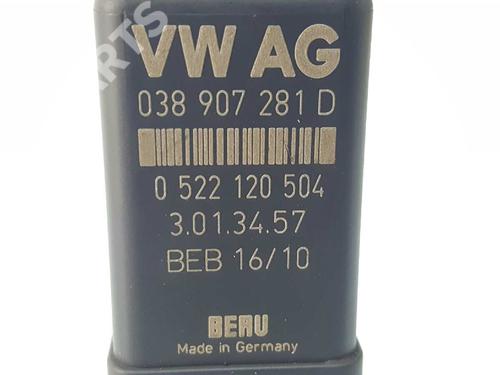 VW AG
038 907 281 D
0 522 120 504
3.01.34.57
BEB 16/10
BERU
Made in Germany